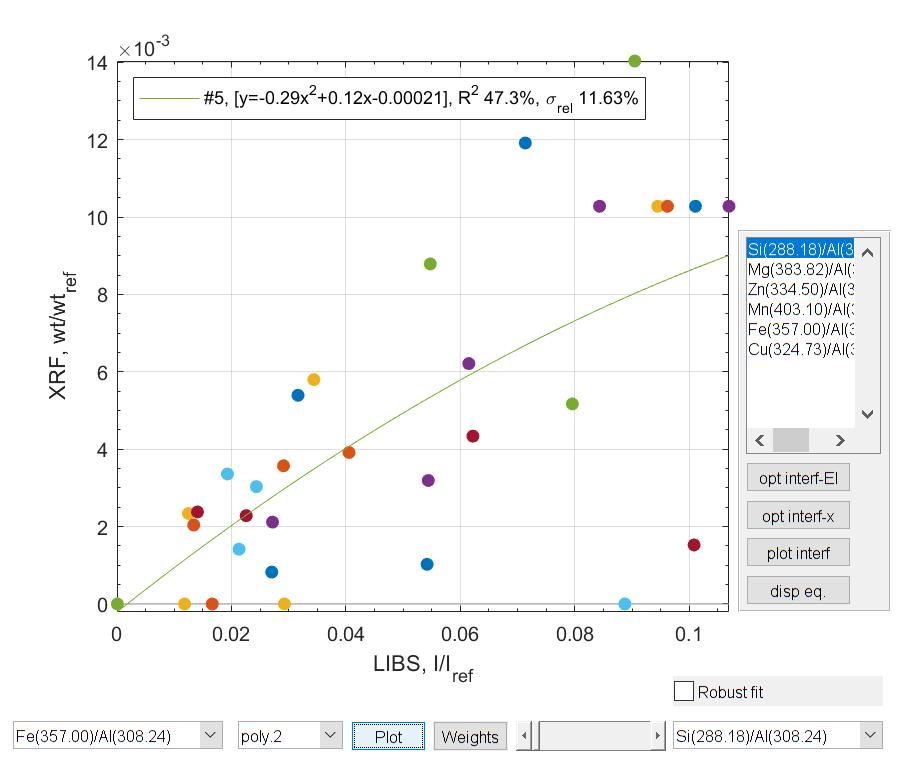 ×10⁻³
14
#5, [y=-0.29x²+0.12x-0.00021], R² 47.3%, σrel 11.63%
12
10
8
6
4
2
0
XRF, wt/wtref
0 0.02 0.04 0.06 0.08 0.1
LIBS, I/Iref
Si(288.18)/Al(3
Mg(383.82)/Al(3
Zn(334.50)/Al(3
Mn(403.10)/Al(3
Fe(357.00)/Al(3
Cu(324.73)/Al(3
opt interf-El
opt interf-x
plot interf
disp eq.
Robust fit
Fe(357.00)/Al(308.24) poly.2 Plot Weights Si(288.18)/Al(308.24)